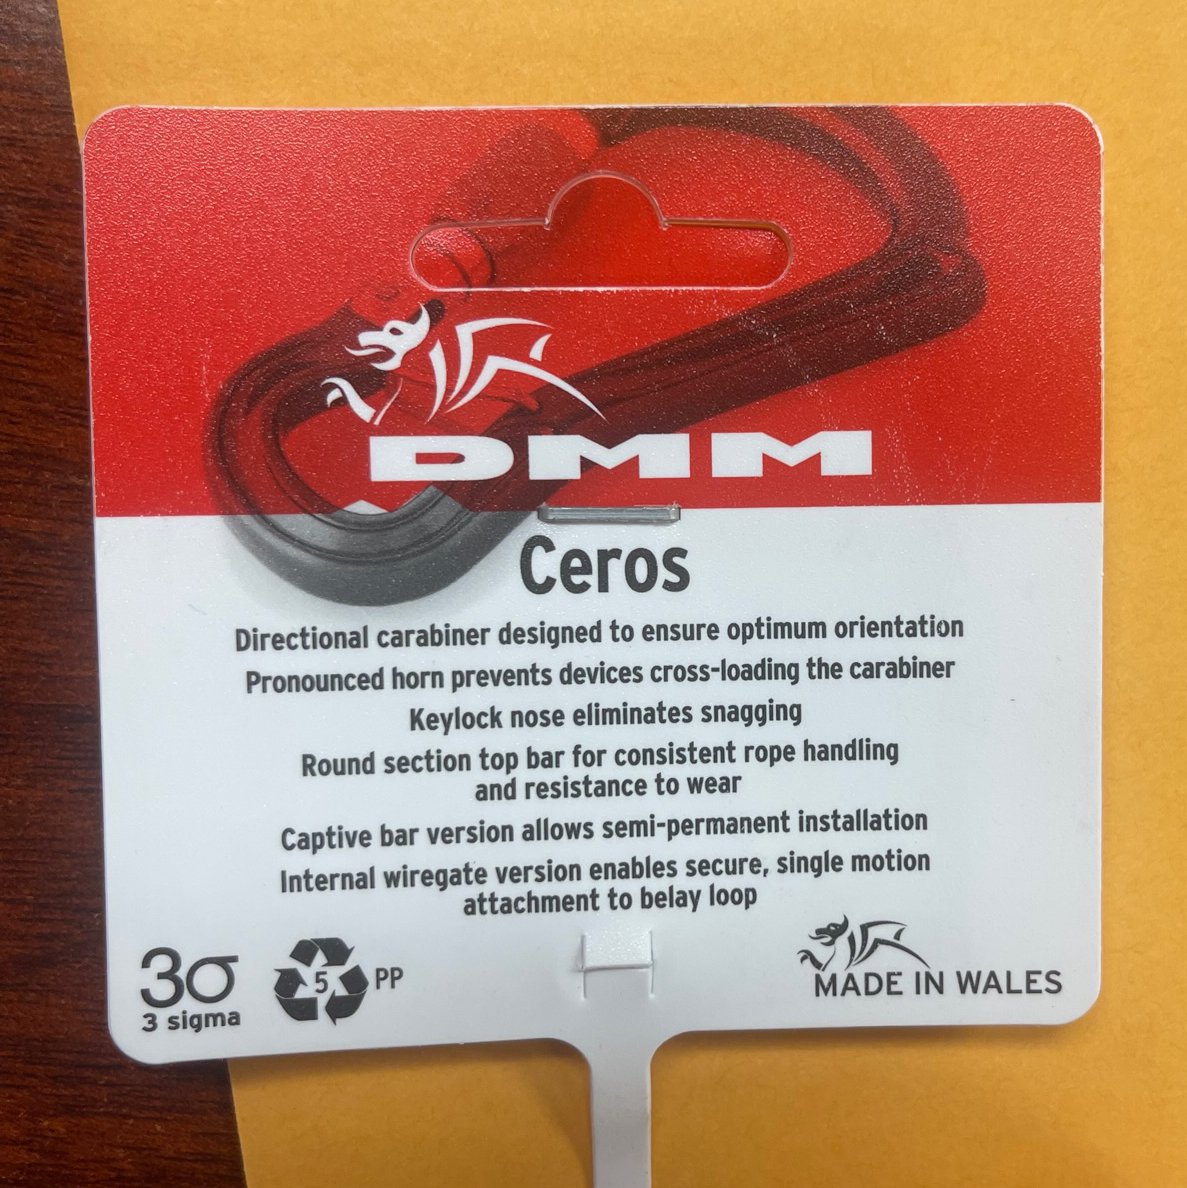 DMM
Ceros
Directional carabiner designed to ensure optimum orientation
Pronounced horn prevents devices cross-loading the carabiner
Keylock nose eliminates snagging
Round section top bar for consistent rope handling
and resistance to wear
Captive bar version allows semi-permanent installation
Internal wiregate version enables secure, single motion
attachment to belay loop
3σ
3 sigma
5
PP
MADE IN WALES